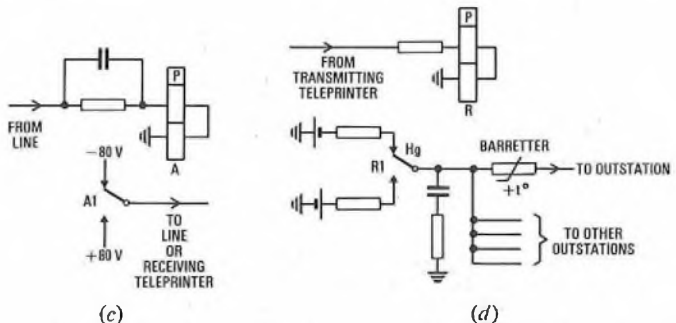 P
FROM
LINE
A
−80 V
A1
+80 V
TO
LINE
OR
RECEIVING
TELEPRINTER
(c)
P
FROM
TRANSMITTING
TELEPRINTER
R
Hg
R1
BARRETTER
+t°
TO OUTSTATION
TO OTHER
OUTSTATIONS
(d)